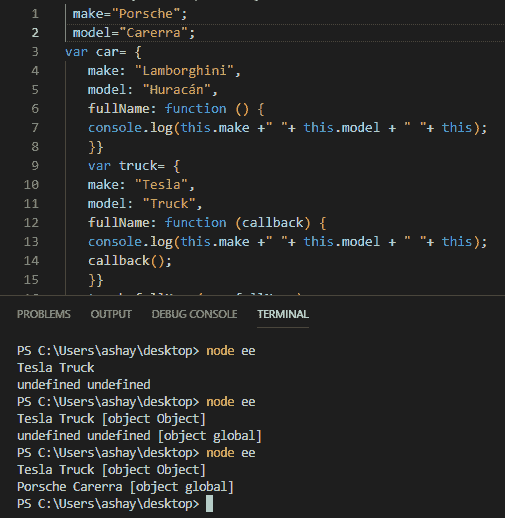 1 make="Porsche";
2 model="Carerra";
3 var car= {
4 make: "Lamborghini",
5 model: "Huracán",
6 fullName: function () {
7 console.log(this.make +" "+ this.model + " "+ this);
8 }}
9 var truck= {
10 make: "Tesla",
11 model: "Truck",
12 fullName: function (callback) {
13 console.log(this.make +" "+ this.model + " "+ this);
14 callback();
15 }}
PROBLEMS OUTPUT DEBUG CONSOLE TERMINAL
PS C:\Users\ashay\desktop> node ee
Tesla Truck
undefined undefined
PS C:\Users\ashay\desktop> node ee
Tesla Truck [object Object]
undefined undefined [object global]
PS C:\Users\ashay\desktop> node ee
Tesla Truck [object Object]
Porsche Carerra [object global]
PS C:\Users\ashay\desktop>